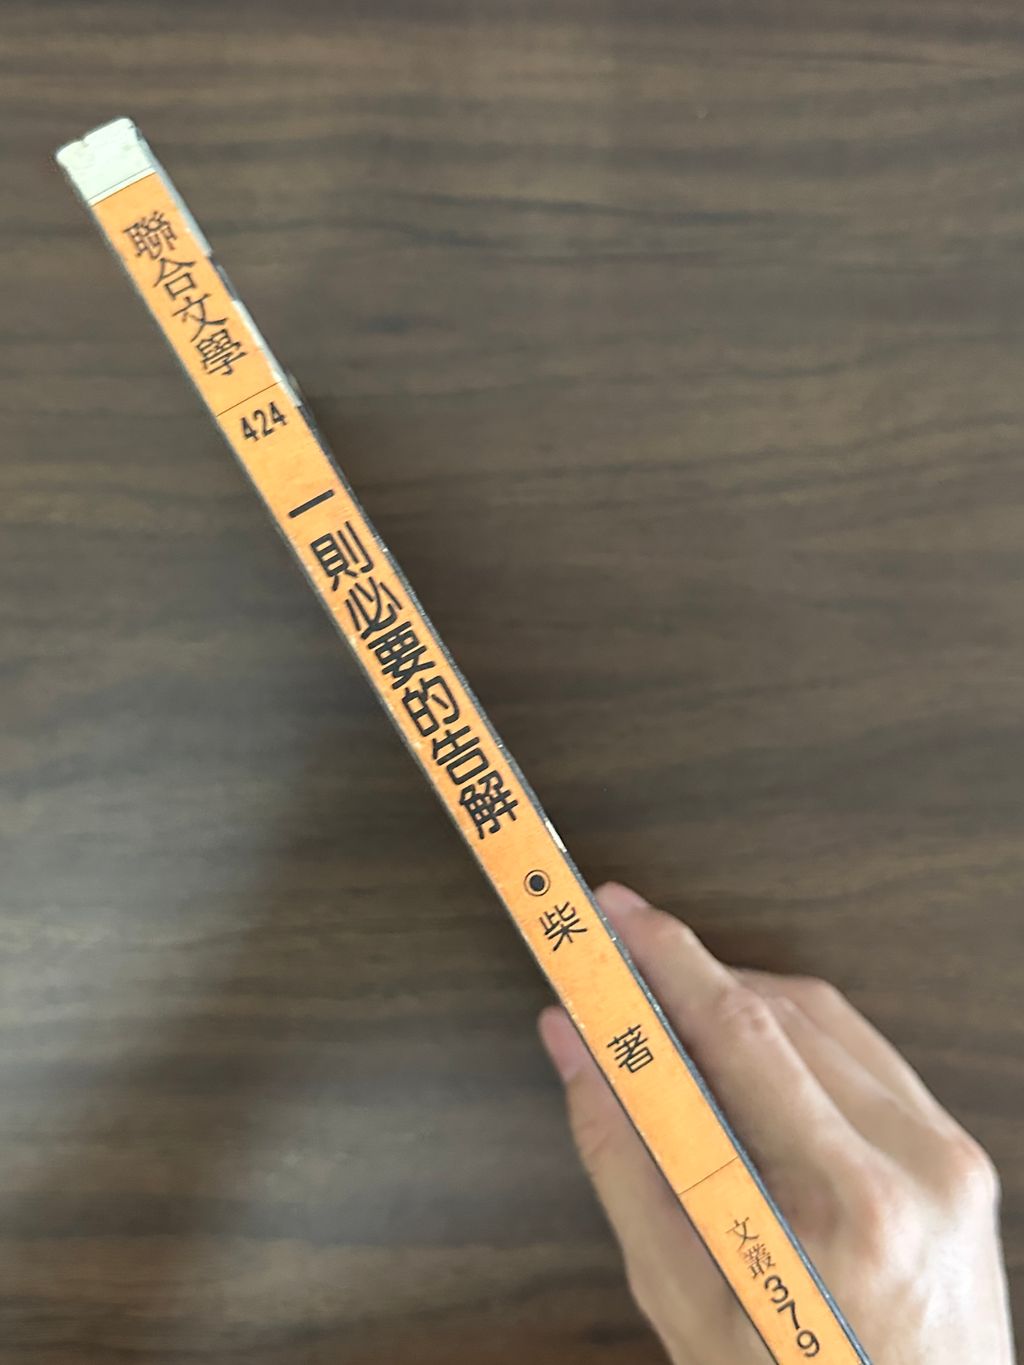 聯合文學
424
一則必要的告解
◉柴 著
文叢379